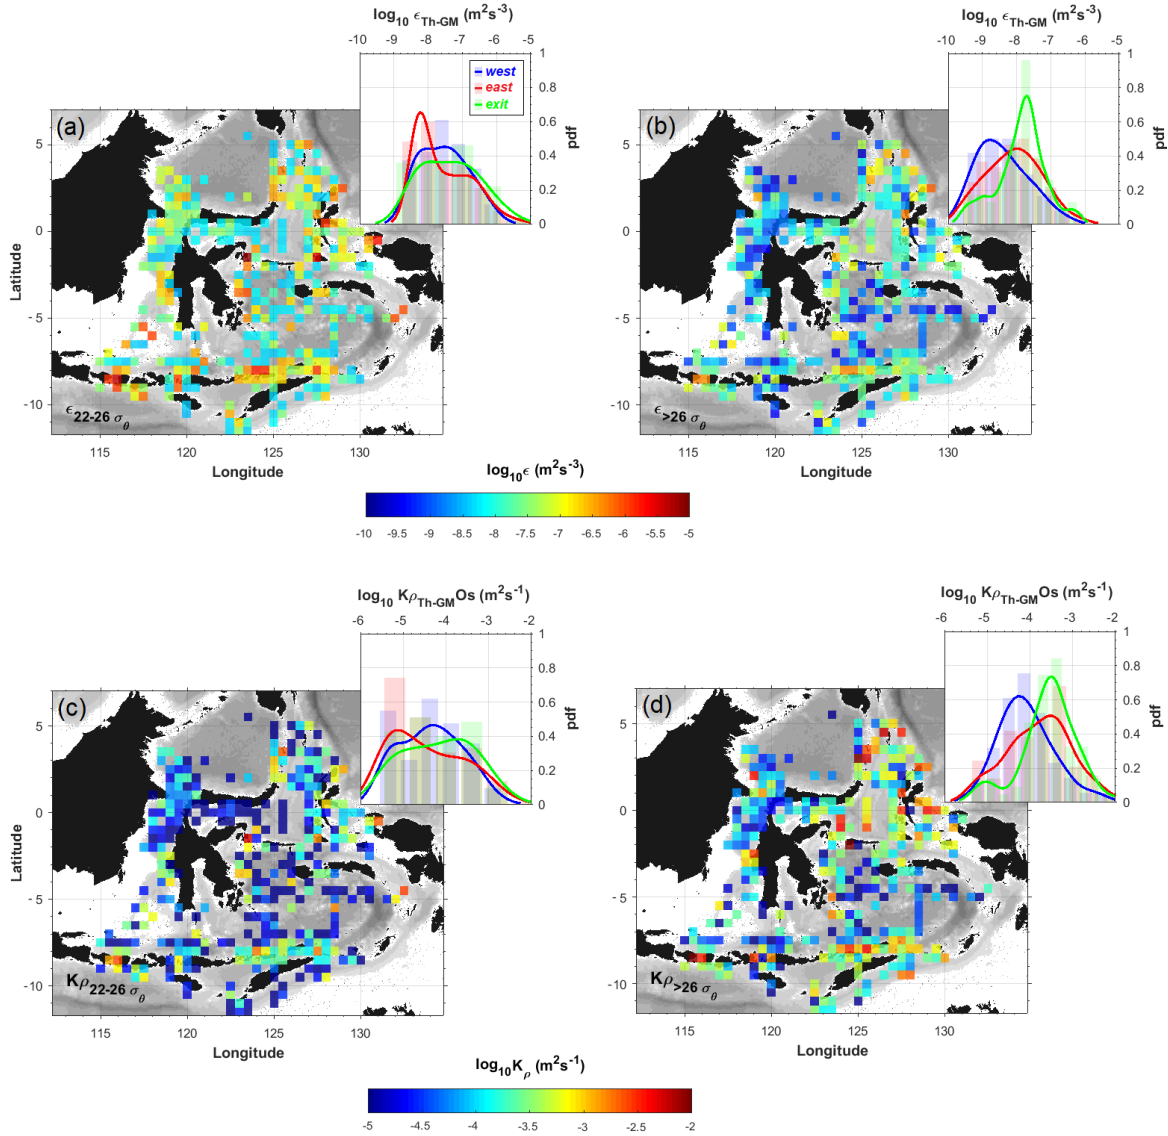 log10 ϵTh-GM (m2s-3)
-10 -9 -8 -7 -6 -5
1
0.8
0.6
0.4
0.2
0
pdf
west
east
exit
(a)
5
0
-5
-10
Latitude
ϵ22-26 σθ
115 120 125 130
Longitude
log10 ϵTh-GM (m2s-3)
-10 -9 -8 -7 -6 -5
1
0.8
0.6
0.4
0.2
0
pdf
(b)
5
0
-5
-10
ϵ>26 σθ
115 120 125 130
Longitude
log10ϵ (m2s-3)
-10 -9.5 -9 -8.5 -8 -7.5 -7 -6.5 -6 -5.5 -5
log10 KρTh-GMOs (m2s-1)
-6 -5 -4 -3 -2
1
0.8
0.6
0.4
0.2
0
pdf
(c)
5
0
-5
-10
Latitude
Kρ22-26 σθ
115 120 125 130
Longitude
log10 KρTh-GMOs (m2s-1)
-6 -5 -4 -3 -2
1
0.8
0.6
0.4
0.2
0
pdf
(d)
5
0
-5
-10
Kρ>26 σθ
115 120 125 130
Longitude
log10Kρ (m2s-1)
-5 -4.5 -4 -3.5 -3 -2.5 -2